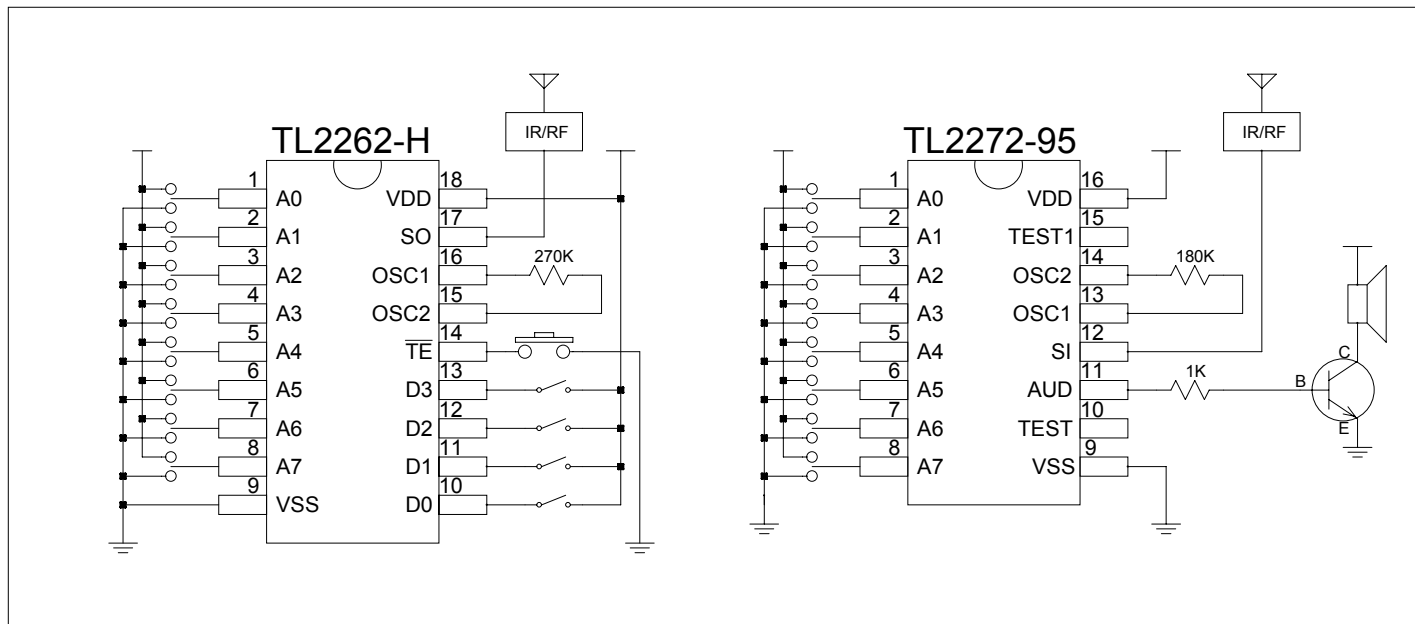 TL2262-H
IR/RF
1 A0
2 A1
3 A2
4 A3
5 A4
6 A5
7 A6
8 A7
9 VSS
18 VDD
17 SO
16 OSC1
270K
15 OSC2
14 TE
13 D3
12 D2
11 D1
10 D0
TL2272-95
IR/RF
1 A0
2 A1
3 A2
4 A3
5 A4
6 A5
7 A6
8 A7
16 VDD
15 TEST1
14 OSC2
180K
13 OSC1
12 SI
11 AUD
1K
10 TEST
9 VSS
C
B
E